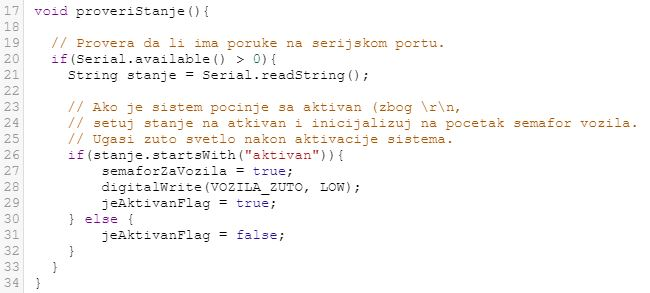 17 void proveriStanje(){
18
19   // Provera da li ima poruke na serijskom portu.
20   if(Serial.available() > 0){
21     String stanje = Serial.readString();
22
23     // Ako je sistem pocinje sa aktivan (zbog \r\n,
24     // setuj stanje na atkivan i inicijalizuj na pocetak semafor vozila.
25     // Ugasi zuto svetlo nakon aktivacije sistema.
26     if(stanje.startsWith("aktivan")){
27         semaforZaVozila = true;
28         digitalWrite(VOZILA_ZUTO, LOW);
29         jeAktivanFlag = true;
30     } else {
31         jeAktivanFlag = false;
32     }
33   }
34 }